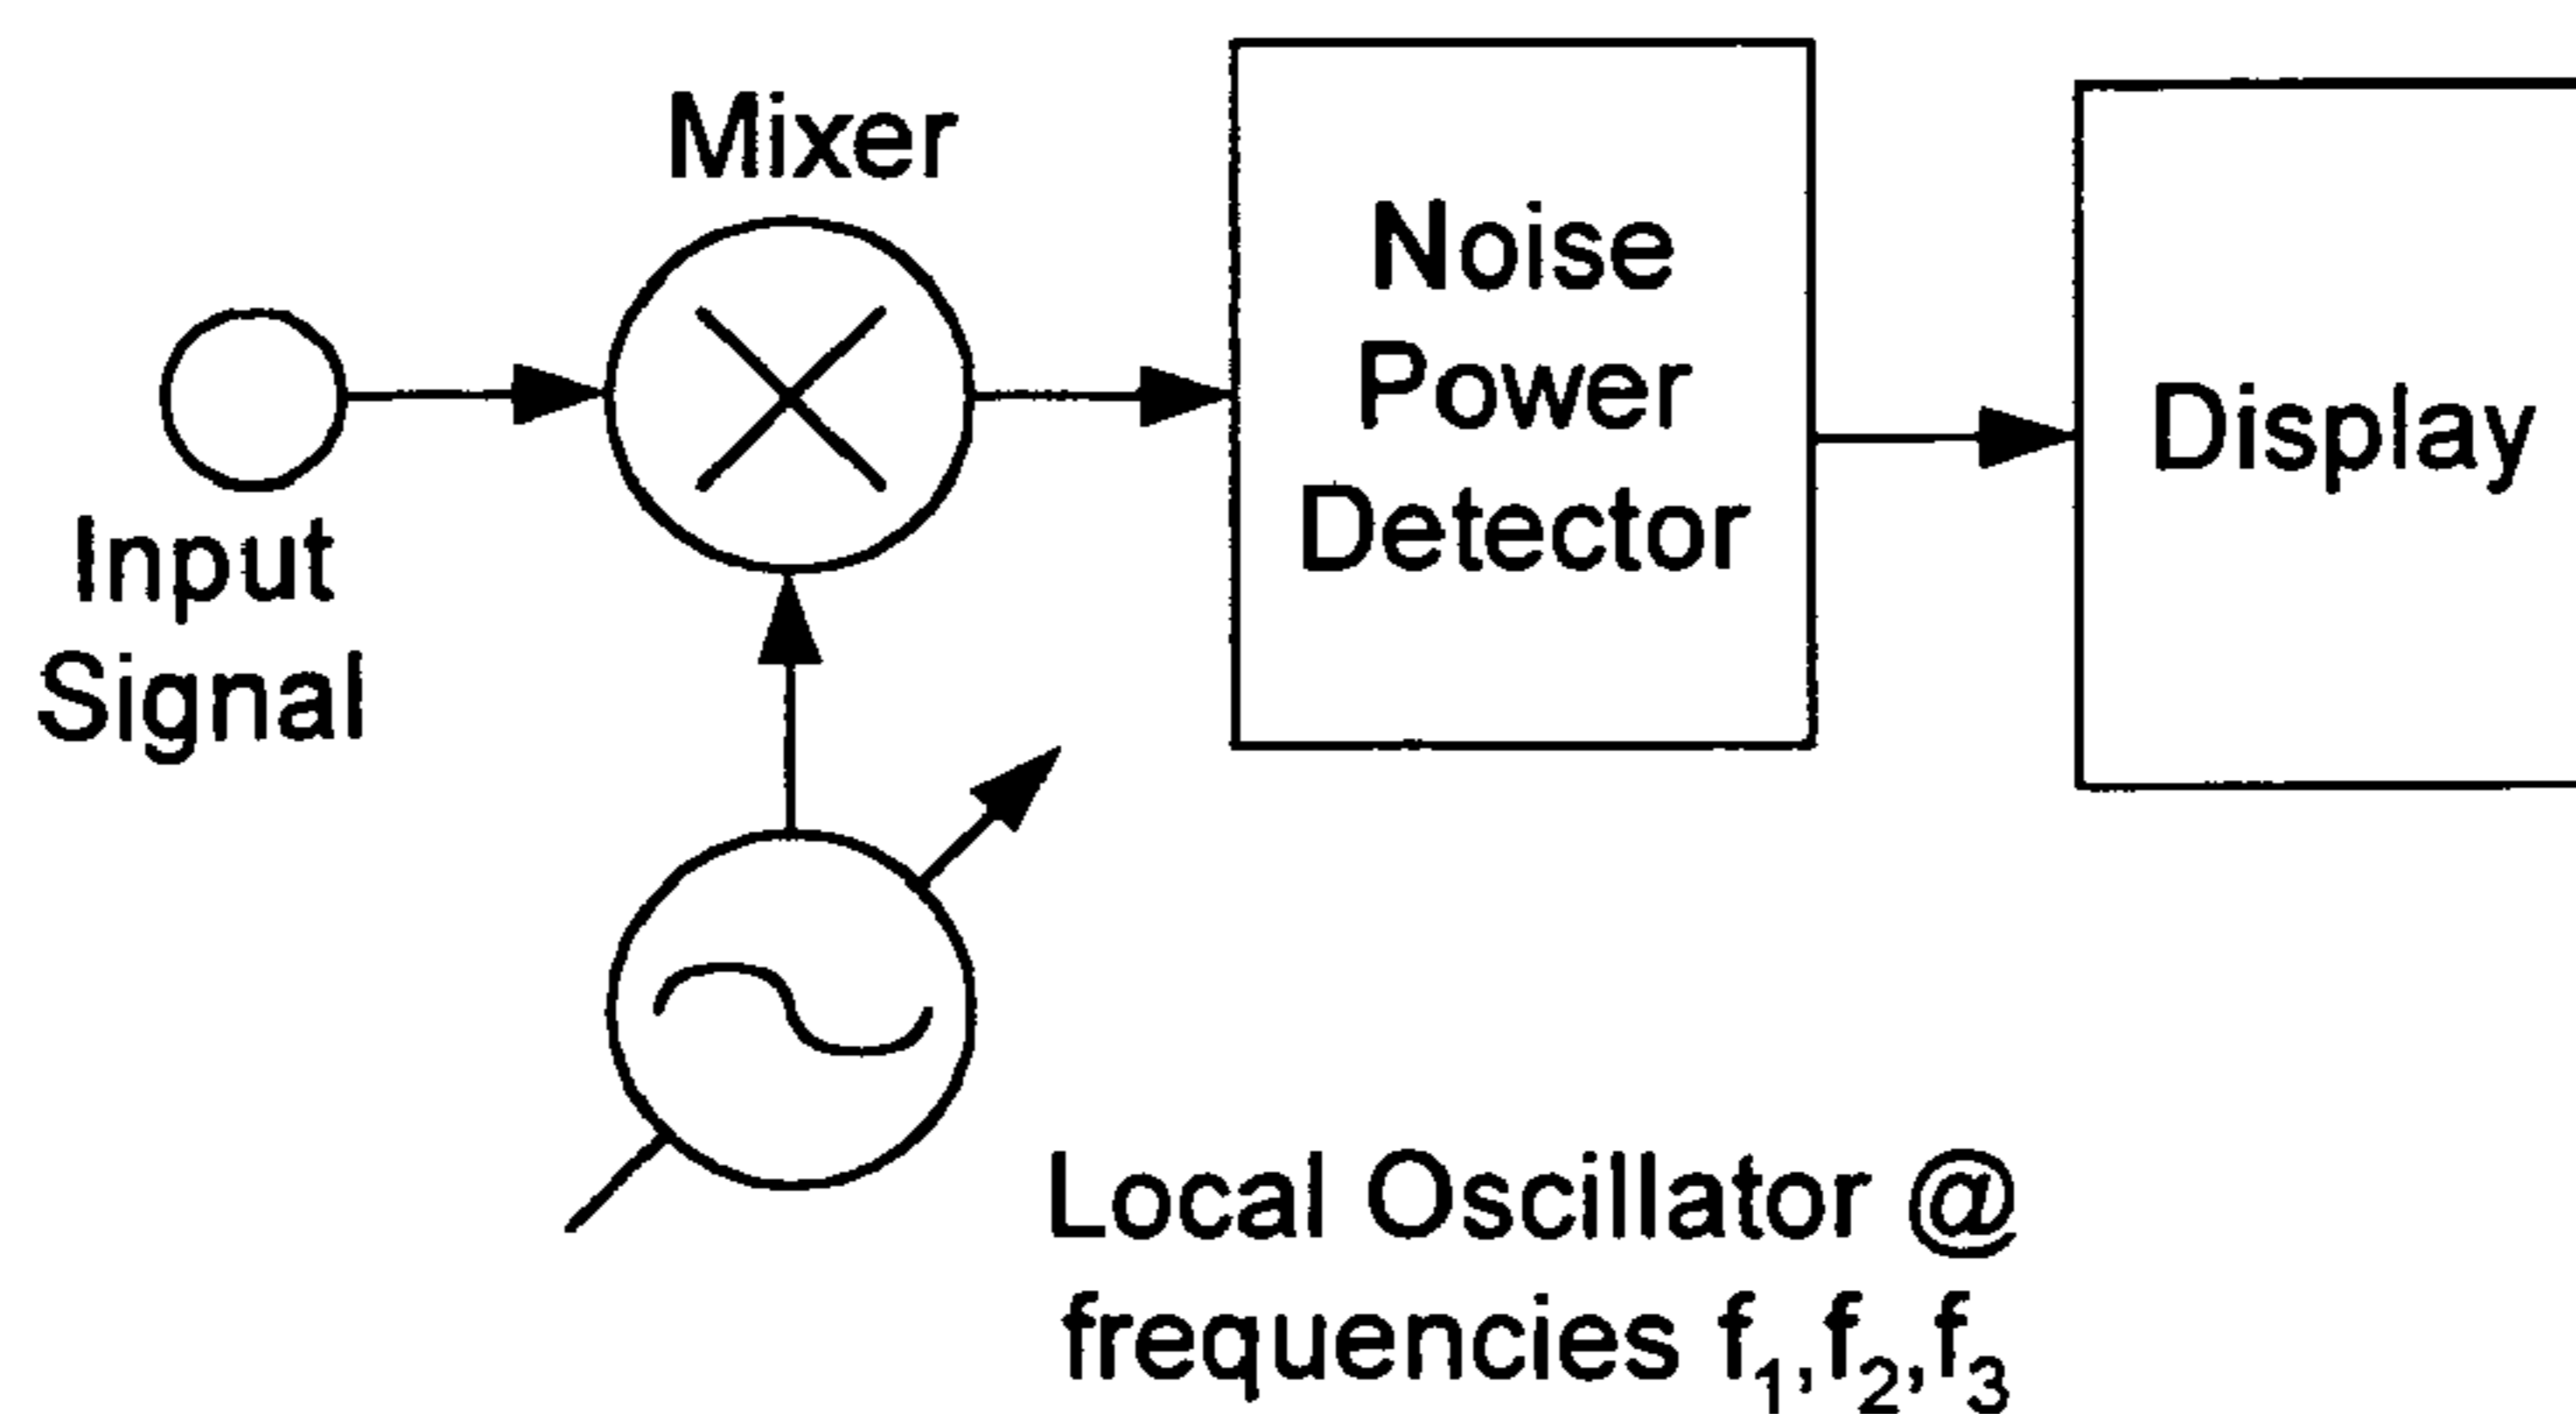 Mixer
Input
Signal
Noise
Power
Detector
Display
Local Oscillator @
frequencies f₁,f₂,f₃